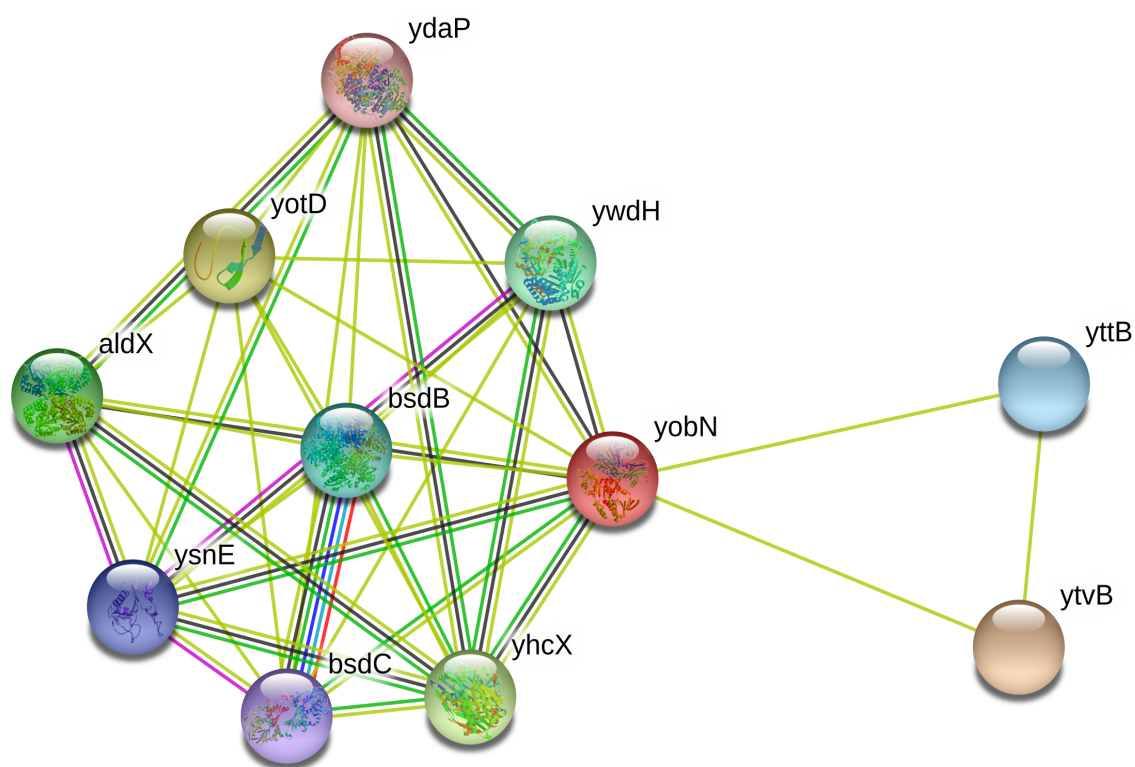 ydaP
yotD
ywdH
aldX
yttB
bsdB
yobN
ysnE
ytvB
yhcX
bsdC